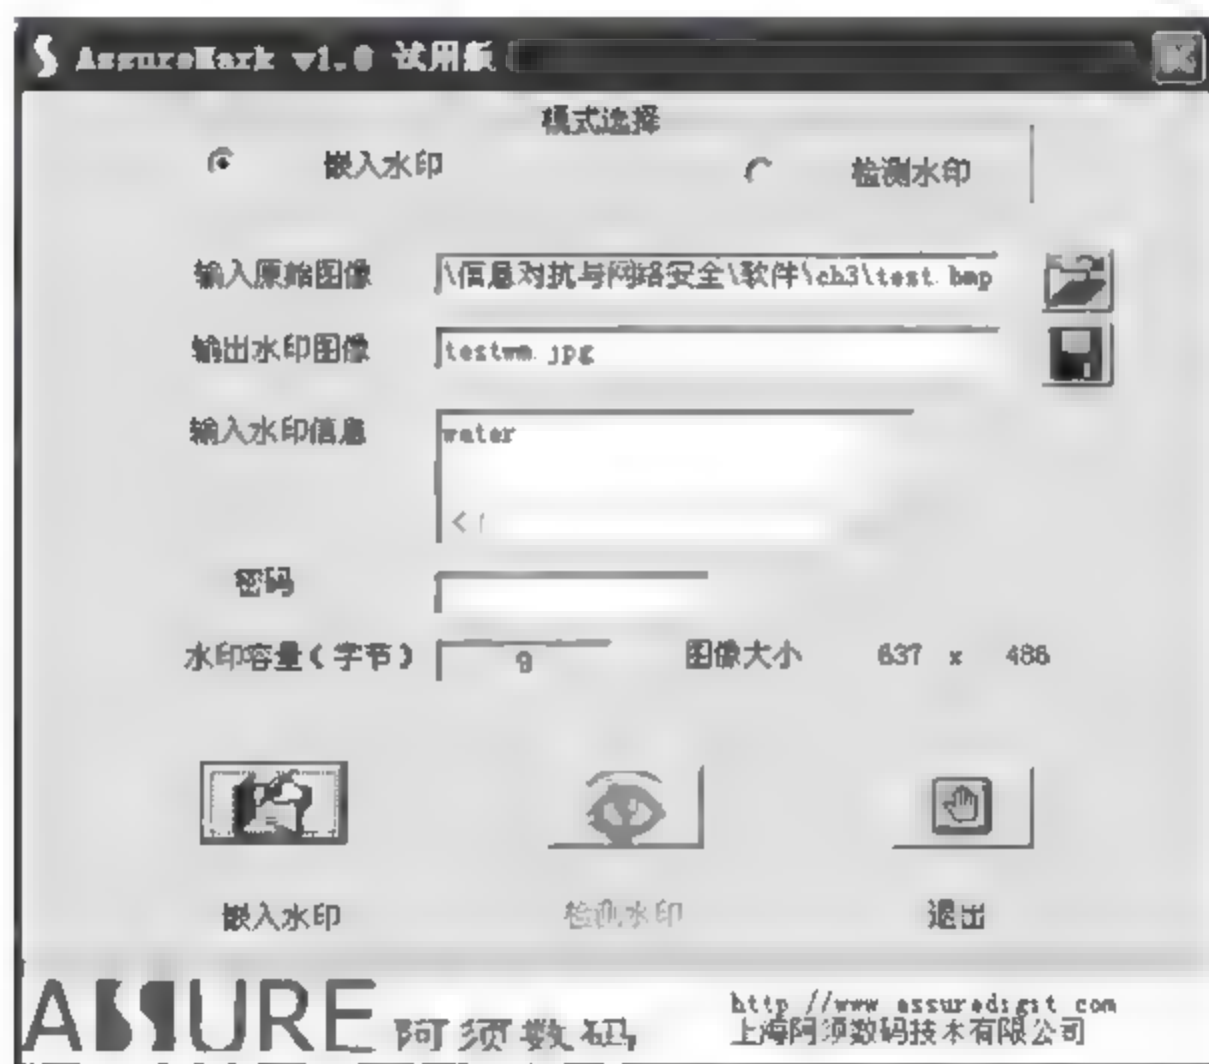 AssureMark v1.0 试用版
模式选择
嵌入水印
检测水印
输入原始图像
\信息对抗与网络安全\软件\ch3\test.bmp
输出水印图像
testwm.jpg
输入水印信息
water
密码
水印容量(字节)
9
图像大小
637 x 486
嵌入水印
检测水印
退出
ASSURE 阿须数码
http://www.assuredigit.com
上海阿须数码技术有限公司